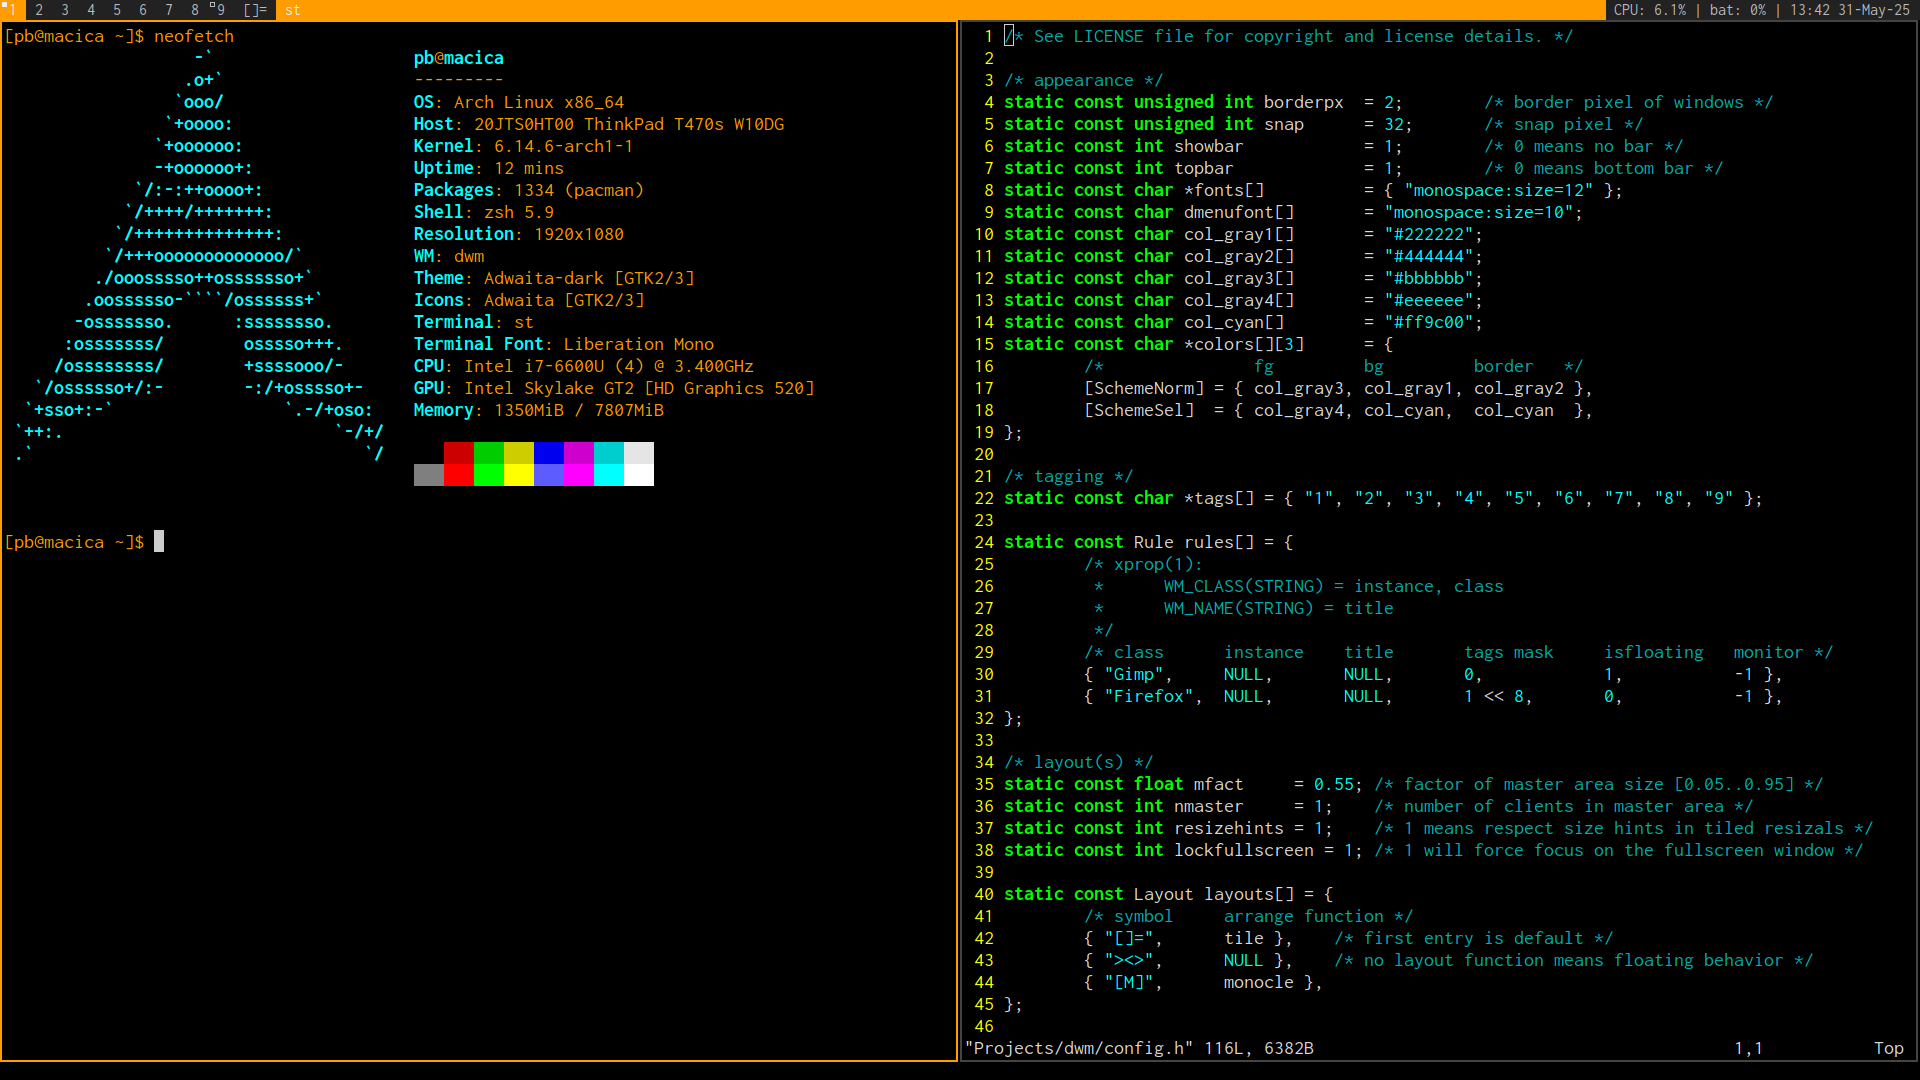 1 2 3 4 5 6 7 8 9 []= st CPU: 6.1% | bat: 0% | 13:42 31-May-25
[pb@macica ~]$ neofetch
-`
.o+`
`ooo/
`+oooo:
`+oooooo:
-+oooooo+:
`/:-:++oooo+:
`/++++/+++++++:
`/++++++++++++++:
`/+++ooooooooooooo/`
./ooosssso++osssssso+`
.oossssso-````/ossssss+`
-osssssso.      :ssssssso.
:osssssss/        osssso+++.
/ossssssss/        +ssssooo/-
`/ossssso+/:-        -:/+osssso+-
`+sso+:-`                 `.-/+oso:
`++:.                           `-/+/
.`                                 `/
pb@macica
---------
OS: Arch Linux x86_64
Host: 20JTS0HT00 ThinkPad T470s W10DG
Kernel: 6.14.6-arch1-1
Uptime: 12 mins
Packages: 1334 (pacman)
Shell: zsh 5.9
Resolution: 1920x1080
WM: dwm
Theme: Adwaita-dark [GTK2/3]
Icons: Adwaita [GTK2/3]
Terminal: st
Terminal Font: Liberation Mono
CPU: Intel i7-6600U (4) @ 3.400GHz
GPU: Intel Skylake GT2 [HD Graphics 520]
Memory: 1350MiB / 7807MiB
[pb@macica ~]$
1 /* See LICENSE file for copyright and license details. */
2
3 /* appearance */
4 static const unsigned int borderpx  = 2;        /* border pixel of windows */
5 static const unsigned int snap      = 32;       /* snap pixel */
6 static const int showbar            = 1;        /* 0 means no bar */
7 static const int topbar             = 1;        /* 0 means bottom bar */
8 static const char *fonts[]          = { "monospace:size=12" };
9 static const char dmenufont[]       = "monospace:size=10";
10 static const char col_gray1[]       = "#222222";
11 static const char col_gray2[]       = "#444444";
12 static const char col_gray3[]       = "#bbbbbb";
13 static const char col_gray4[]       = "#eeeeee";
14 static const char col_cyan[]        = "#ff9c00";
15 static const char *colors[][3]      = {
16         /*               fg         bg         border   */
17         [SchemeNorm] = { col_gray3, col_gray1, col_gray2 },
18         [SchemeSel]  = { col_gray4, col_cyan,  col_cyan  },
19 };
20
21 /* tagging */
22 static const char *tags[] = { "1", "2", "3", "4", "5", "6", "7", "8", "9" };
23
24 static const Rule rules[] = {
25         /* xprop(1):
26          *      WM_CLASS(STRING) = instance, class
27          *      WM_NAME(STRING) = title
28          */
29         /* class      instance    title       tags mask     isfloating   monitor */
30         { "Gimp",     NULL,       NULL,       0,            1,           -1 },
31         { "Firefox",  NULL,       NULL,       1 << 8,       0,           -1 },
32 };
33
34 /* layout(s) */
35 static const float mfact     = 0.55; /* factor of master area size [0.05..0.95] */
36 static const int nmaster     = 1;    /* number of clients in master area */
37 static const int resizehints = 1;    /* 1 means respect size hints in tiled resizals */
38 static const int lockfullscreen = 1; /* 1 will force focus on the fullscreen window */
39
40 static const Layout layouts[] = {
41         /* symbol     arrange function */
42         { "[]=",      tile },    /* first entry is default */
43         { "><>",      NULL },    /* no layout function means floating behavior */
44         { "[M]",      monocle },
45 };
46
"Projects/dwm/config.h" 116L, 6382B                                          1,1           Top